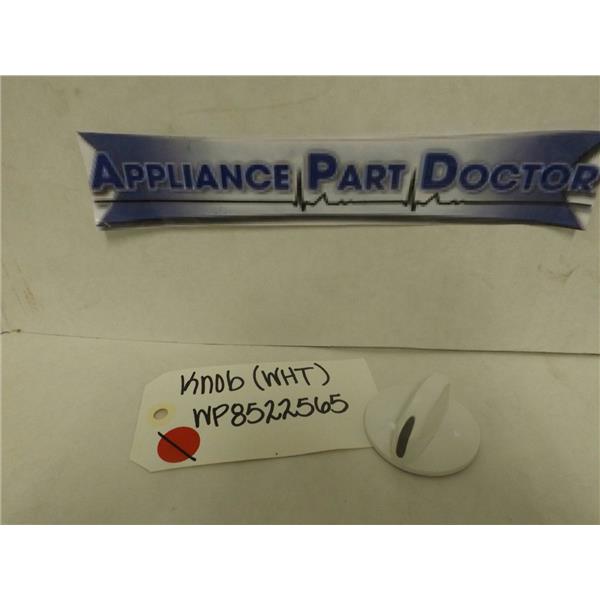 APPLIANCE PART DOCTOR
Knob (WHT)
WP8522565